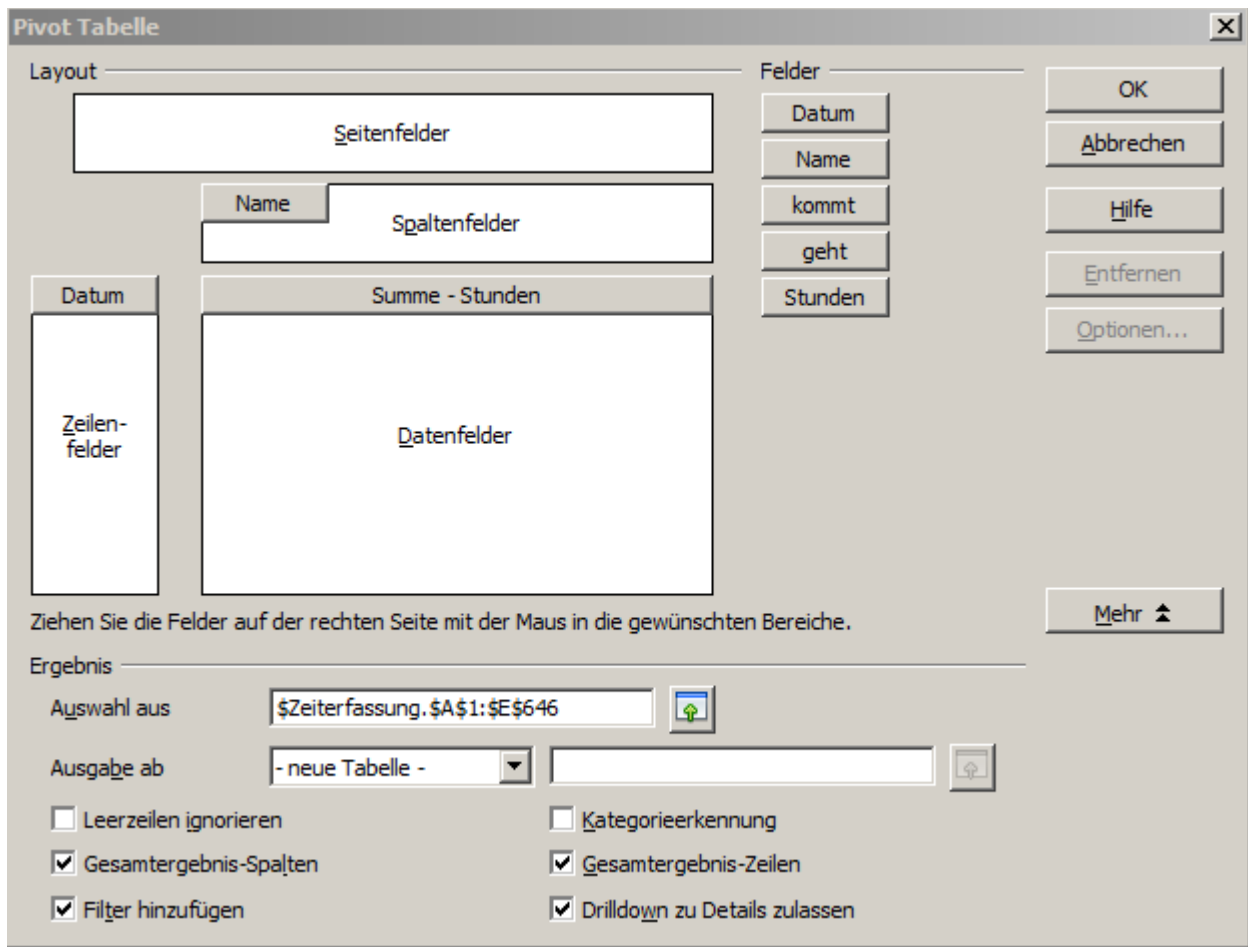 Pivot Tabelle
Layout
Felder
Seitenfelder
Name
Spaltenfelder
Datum
Summe - Stunden
Zeilen-
felder
Datenfelder
Datum
Name
kommt
geht
Stunden
OK
Abbrechen
Hilfe
Entfernen
Optionen...
Mehr
Ziehen Sie die Felder auf der rechten Seite mit der Maus in die gewünschten Bereiche.
Ergebnis
Auswahl aus
$Zeiterfassung.$A$1:$E$646
Ausgabe ab
- neue Tabelle -
Leerzeilen ignorieren
Kategorieerkennung
Gesamtergebnis-Spalten
Gesamtergebnis-Zeilen
Filter hinzufügen
Drilldown zu Details zulassen